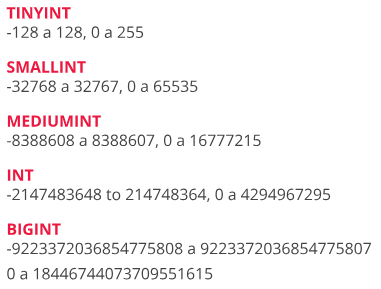 TINYINT
-128 a 128, 0 a 255
SMALLINT
-32768 a 32767, 0 a 65535
MEDIUMINT
-8388608 a 8388607, 0 a 16777215
INT
-2147483648 to 214748364, 0 a 4294967295
BIGINT
-9223372036854775808 a 9223372036854775807
0 a 18446744073709551615